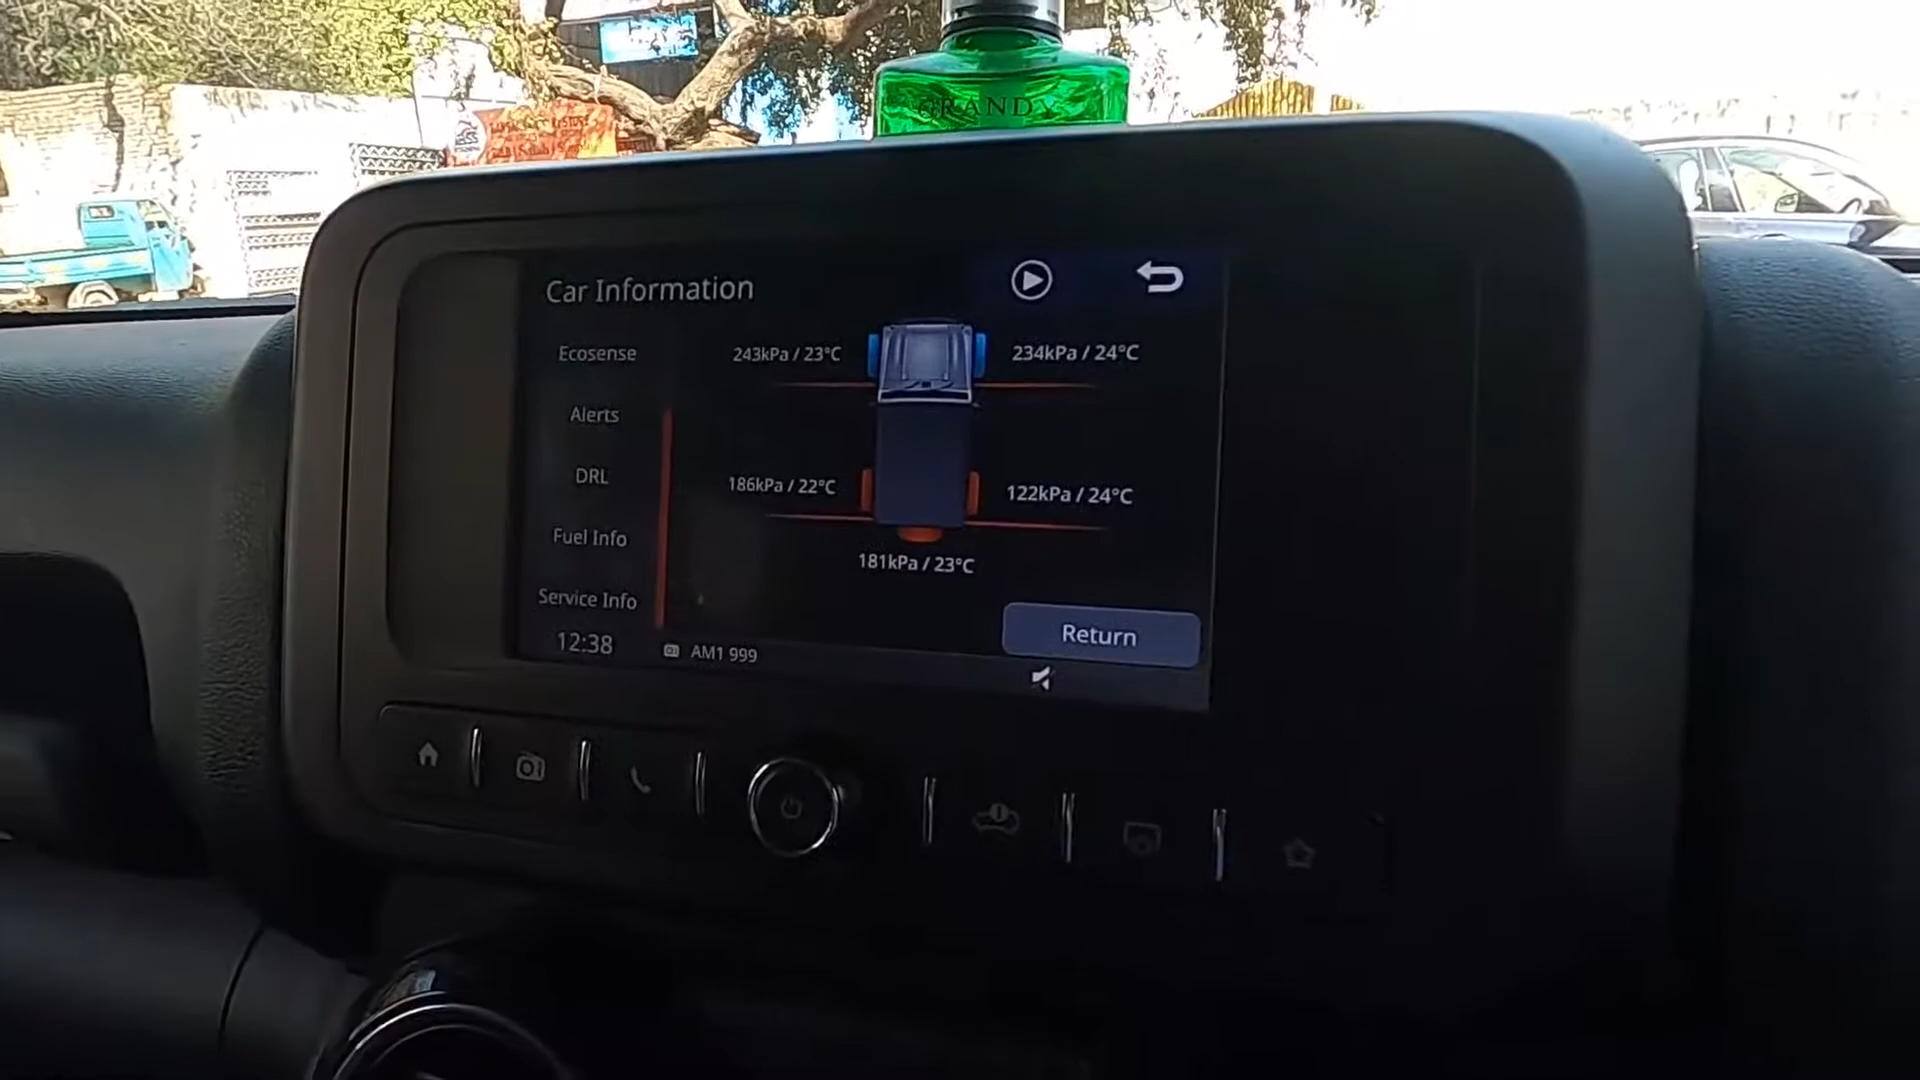 GRANDY
Car Information
243kPa / 23°C
234kPa / 24°C
Ecosense
Alerts
DRL
186kPa / 22°C
122kPa / 24°C
Fuel Info
181kPa / 23°C
Service Info
Return
12:38
AM1 999